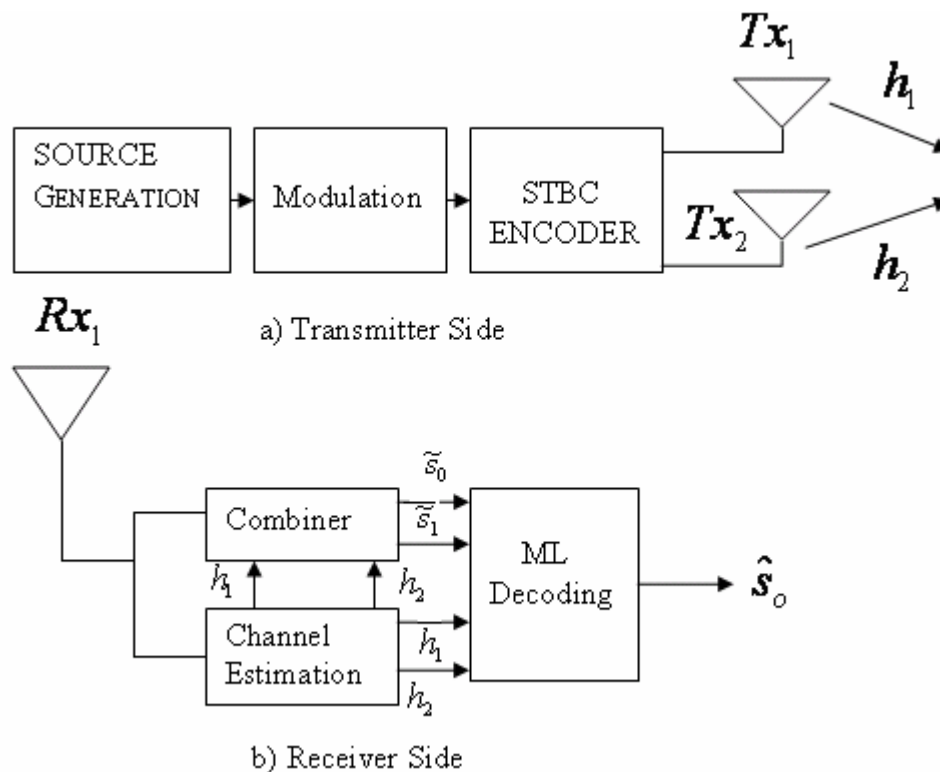 Tx₁
h₁
SOURCE
GENERATION
Modulation
STBC
ENCODER
Tx₂
h₂
a) Transmitter Side
Rx₁
s̃₀
Combiner
s̃₁
h₁
h₂
ML
Decoding
ŝₒ
Channel
Estimation
h₁
h₂
b) Receiver Side